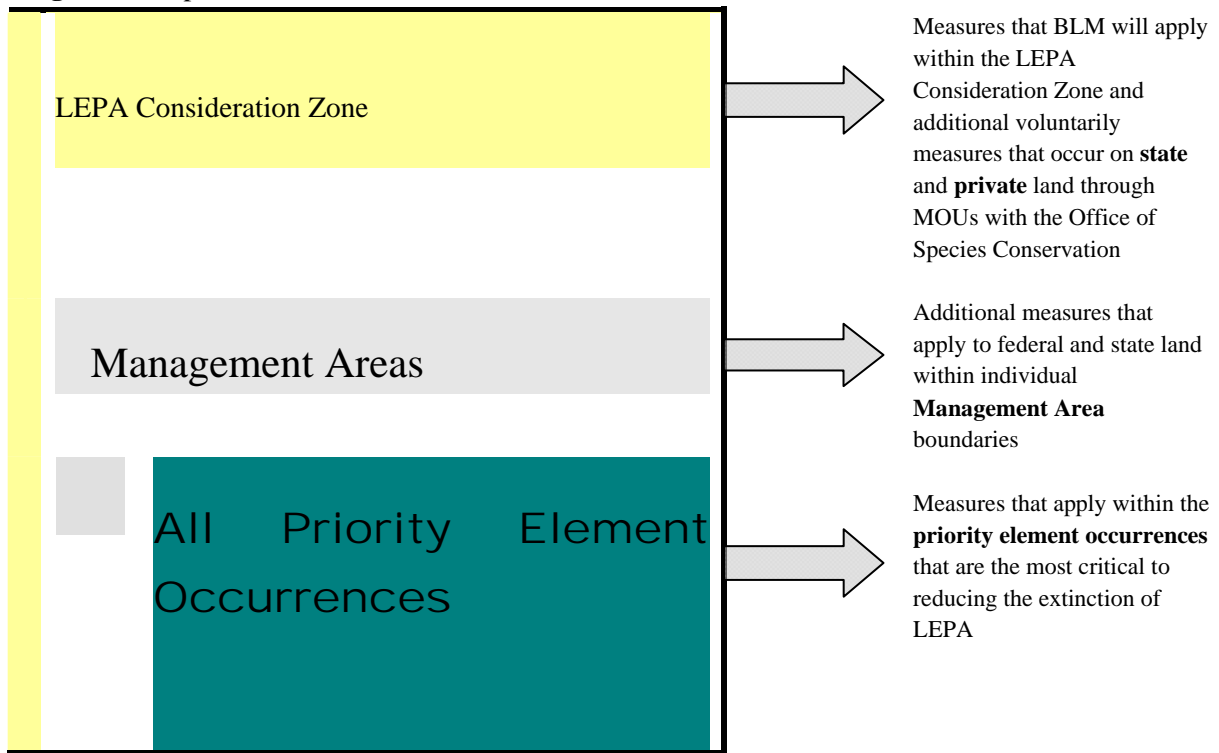 LEPA Consideration Zone
Measures that BLM will apply
within the LEPA
Consideration Zone and
additional voluntarily
measures that occur on state
and private land through
MOUs with the Office of
Species Conservation
Management Areas
Additional measures that
apply to federal and state land
within individual
Management Area
boundaries
All Priority Element
Occurrences
Measures that apply within the
priority element occurrences
that are the most critical to
reducing the extinction of
LEPA